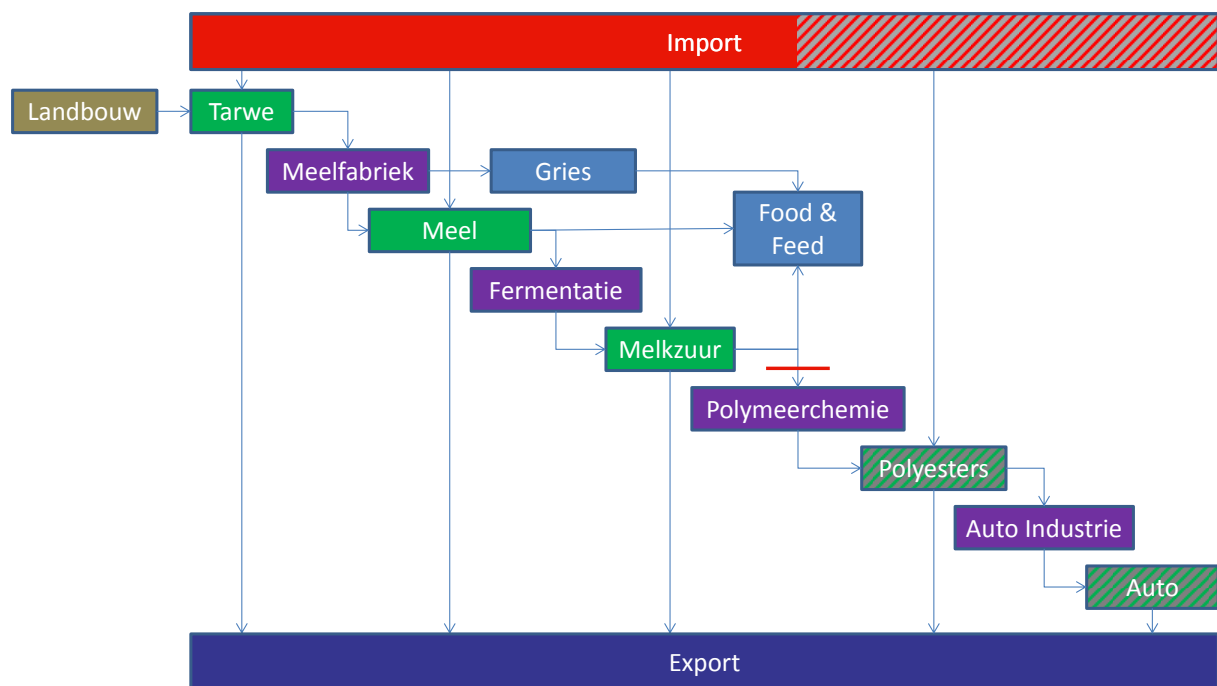 Import
Landbouw
Tarwe
Meelfabriek
Gries
Meel
Food &
Feed
Fermentatie
Melkzuur
Polymeerchemie
Polyesters
Auto Industrie
Auto
Export